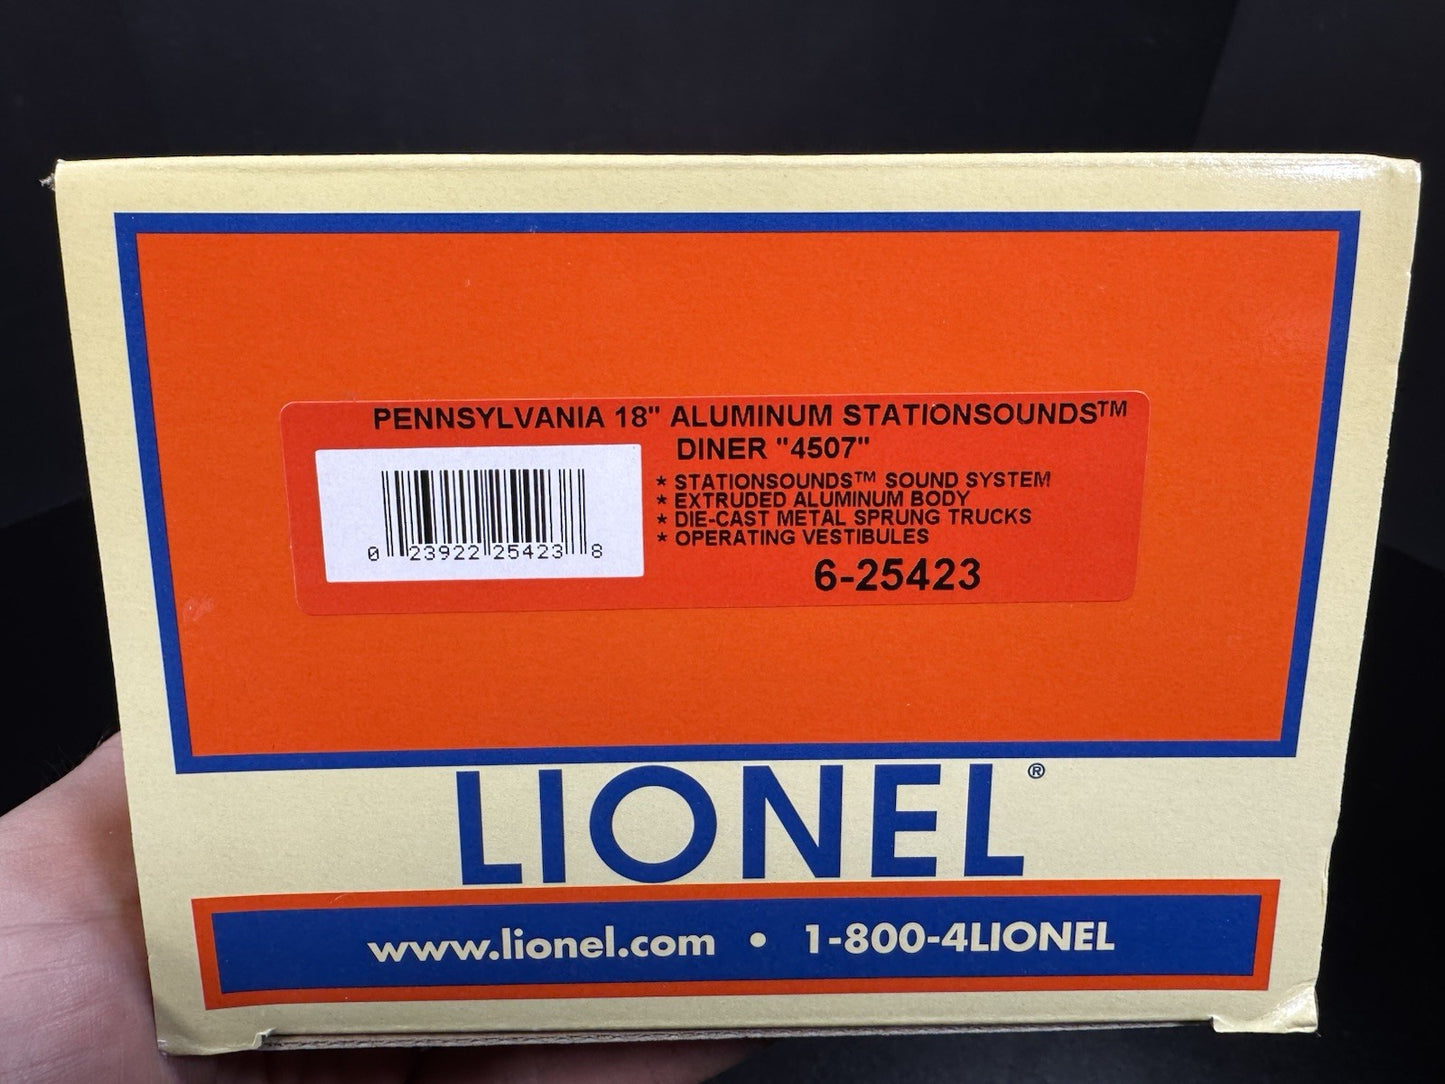 PENNSYLVANIA 18" ALUMINUM STATIONSOUNDS™
DINER "4507"
* STATIONSOUNDS™ SOUND SYSTEM
* EXTRUDED ALUMINUM BODY
* DIE-CAST METAL SPRUNG TRUCKS
* OPERATING VESTIBULES
0 23922 25423 8
6-25423
LIONEL®
www.lionel.com • 1-800-4LIONEL